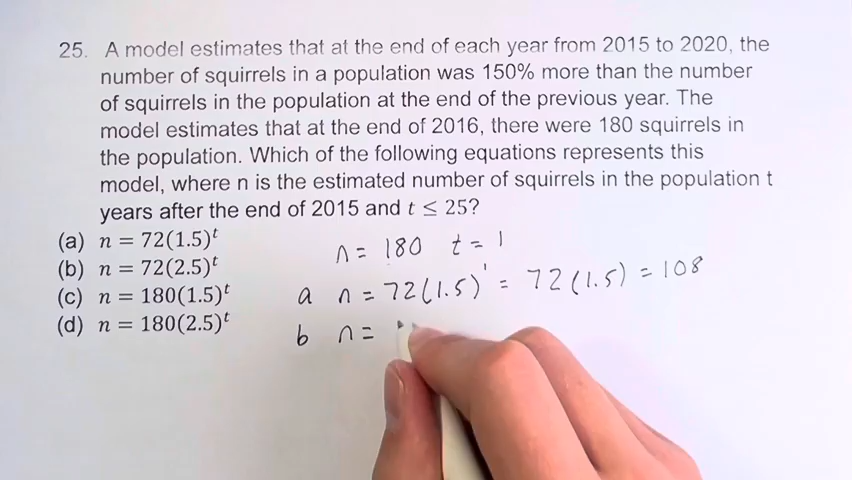 25. A model estimates that at the end of each year from 2015 to 2020, the
number of squirrels in a population was 150% more than the number
of squirrels in the population at the end of the previous year. The
model estimates that at the end of 2016, there were 180 squirrels in
the population. Which of the following equations represents this
model, where n is the estimated number of squirrels in the population t
years after the end of 2015 and t ≤ 25?
(a) n = 72(1.5)^t
(b) n = 72(2.5)^t
(c) n = 180(1.5)^t
(d) n = 180(2.5)^t
n = 180 t = 1
a n = 72(1.5)^1 = 72(1.5) = 108
b n =